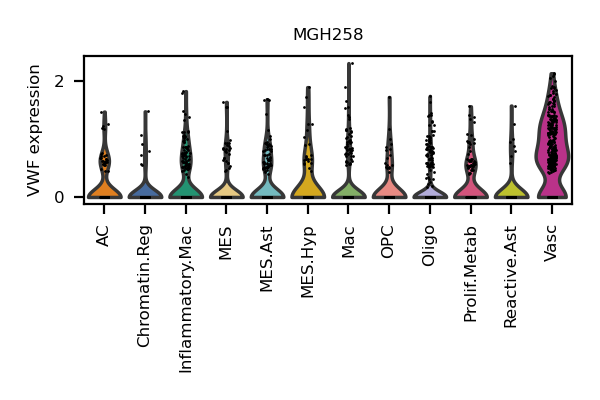 MGH258
VWF expression
2
0
AC
Chromatin.Reg
Inflammatory.Mac
MES
MES.Ast
MES.Hyp
Mac
OPC
Oligo
Prolif.Metab
Reactive.Ast
Vasc